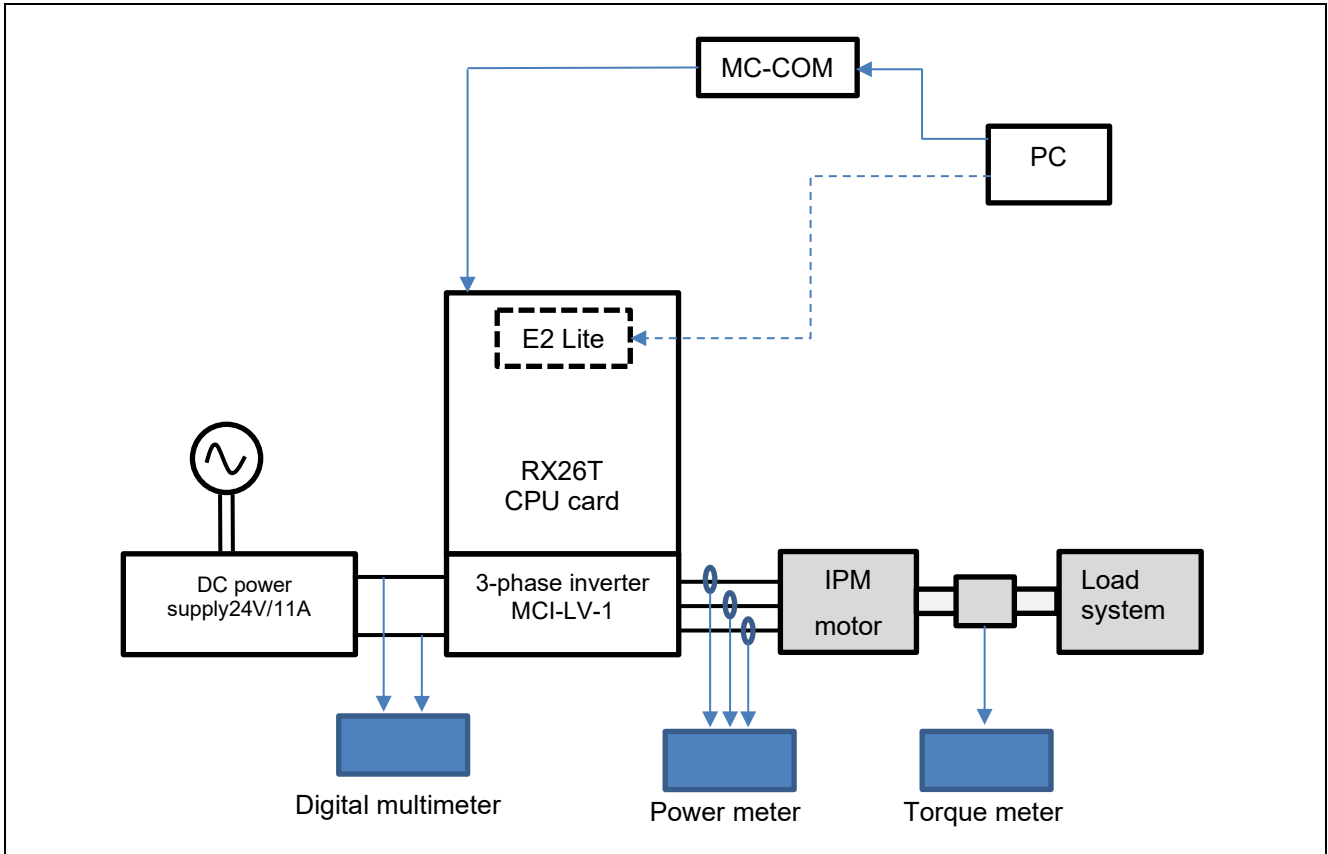 MC-COM
PC
E2 Lite
RX26T
CPU card
DC power
supply24V/11A
3-phase inverter
MCI-LV-1
IPM
motor
Load
system
Digital multimeter
Power meter
Torque meter